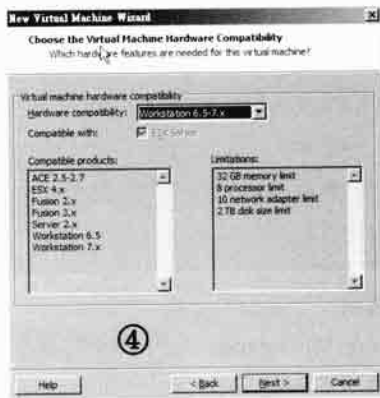 New Virtual Machine Wizard
Choose the Virtual Machine Hardware Compatibility
Which hardware features are needed for this virtual machine?
Virtual machine hardware compatibility
Hardware compatibility: Workstation 6.5-7.x
Compatible with: ESX Server
Compatible products: Limitations:
ACE 2.5-2.7 32 GB memory limit
ESX 4.x 8 processor limit
Fusion 2.x 10 network adapter limit
Fusion 3.x 2 TB disk size limit
Server 2.x
Workstation 6.5
Workstation 7.x
④
Help < Back Next > Cancel